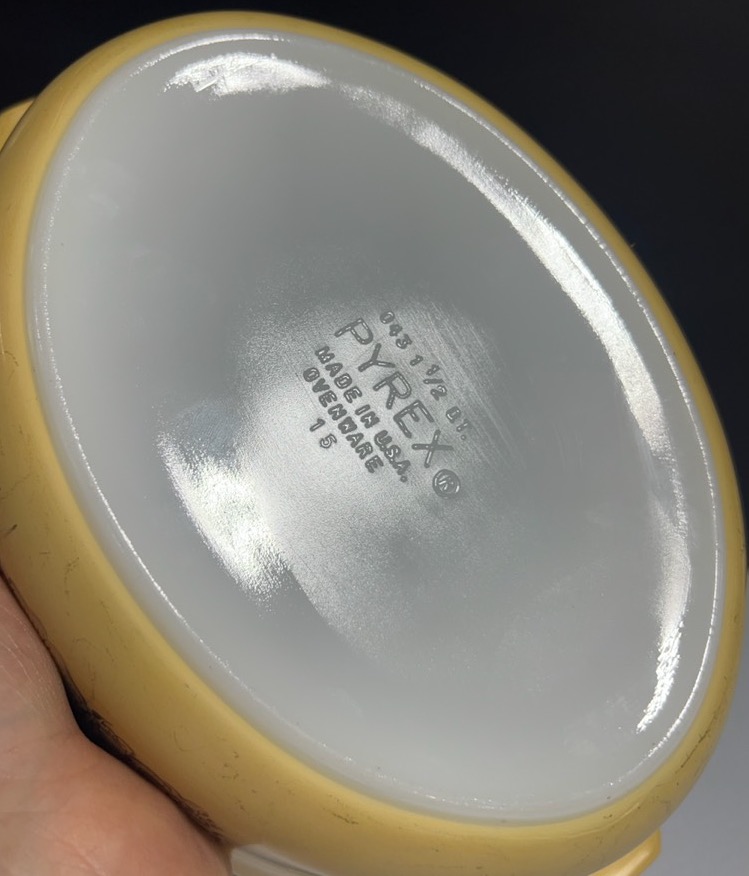 043 1 1/2 QT.
PYREX®
MADE IN U.S.A.
OVENWARE
15